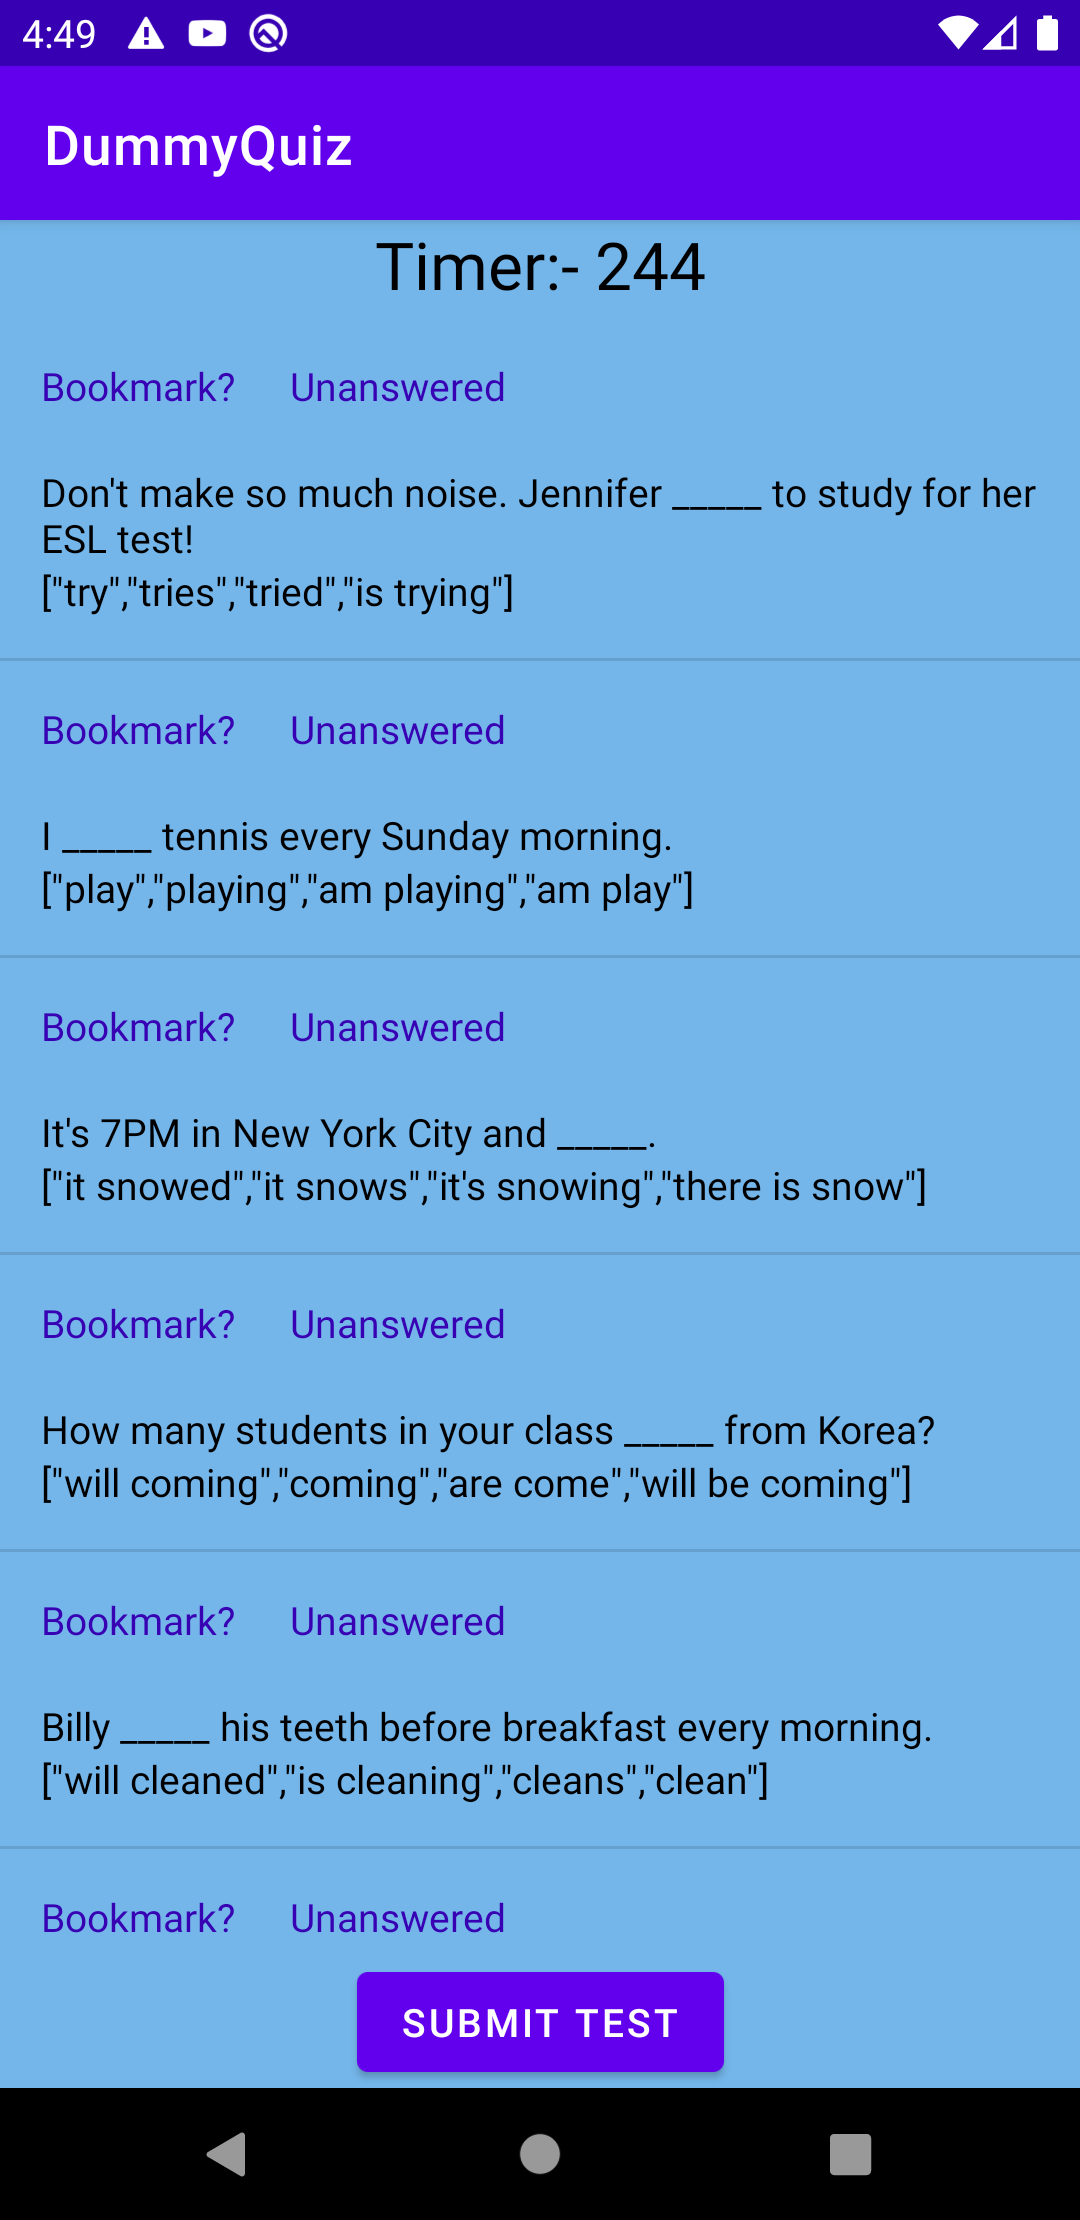 4:49
DummyQuiz
Timer:- 244
Bookmark? Unanswered
Don't make so much noise. Jennifer _____ to study for her
ESL test!
["try","tries","tried","is trying"]
Bookmark? Unanswered
I _____ tennis every Sunday morning.
["play","playing","am playing","am play"]
Bookmark? Unanswered
It's 7PM in New York City and _____.
["it snowed","it snows","it's snowing","there is snow"]
Bookmark? Unanswered
How many students in your class _____ from Korea?
["will coming","coming","are come","will be coming"]
Bookmark? Unanswered
Billy _____ his teeth before breakfast every morning.
["will cleaned","is cleaning","cleans","clean"]
Bookmark? Unanswered
SUBMIT TEST